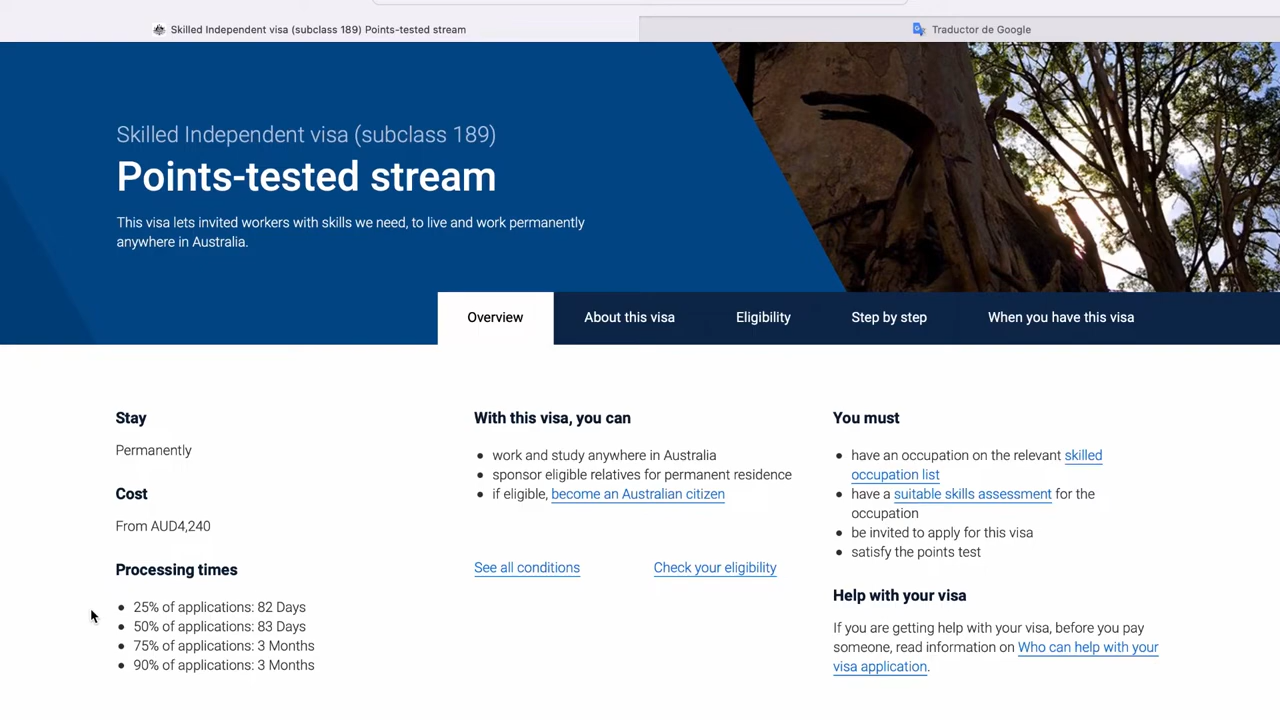 Skilled Independent visa (subclass 189) Points-tested stream
Traductor de Google
Skilled Independent visa (subclass 189)
Points-tested stream
This visa lets invited workers with skills we need, to live and work permanently
anywhere in Australia.
Overview
About this visa
Eligibility
Step by step
When you have this visa
Stay
Permanently
Cost
From AUD4,240
Processing times
25% of applications: 82 Days
50% of applications: 83 Days
75% of applications: 3 Months
90% of applications: 3 Months
With this visa, you can
work and study anywhere in Australia
sponsor eligible relatives for permanent residence
if eligible, become an Australian citizen
See all conditions
Check your eligibility
You must
have an occupation on the relevant skilled
occupation list
have a suitable skills assessment for the
occupation
be invited to apply for this visa
satisfy the points test
Help with your visa
If you are getting help with your visa, before you pay
someone, read information on Who can help with your
visa application.